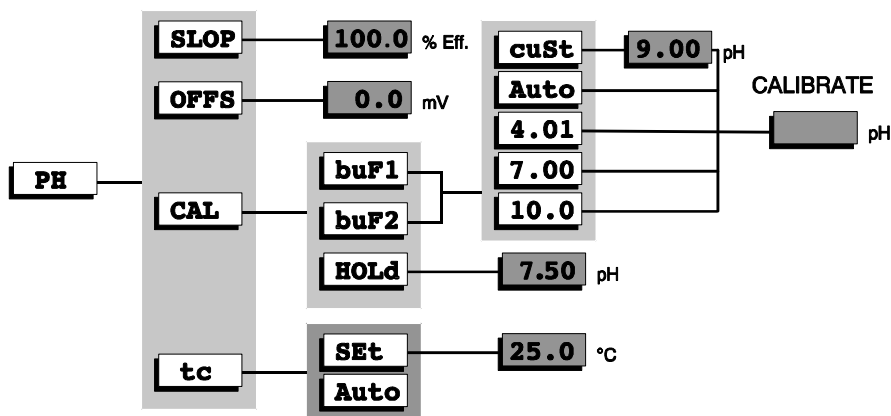 SLOP 100.0 % Eff.
OFFS 0.0 mV
PH
CAL
buF1
buF2
HOLd 7.50 pH
cuSt 9.00 pH
Auto
4.01
7.00
10.0
CALIBRATE
pH
tc
SEt 25.0 °C
Auto